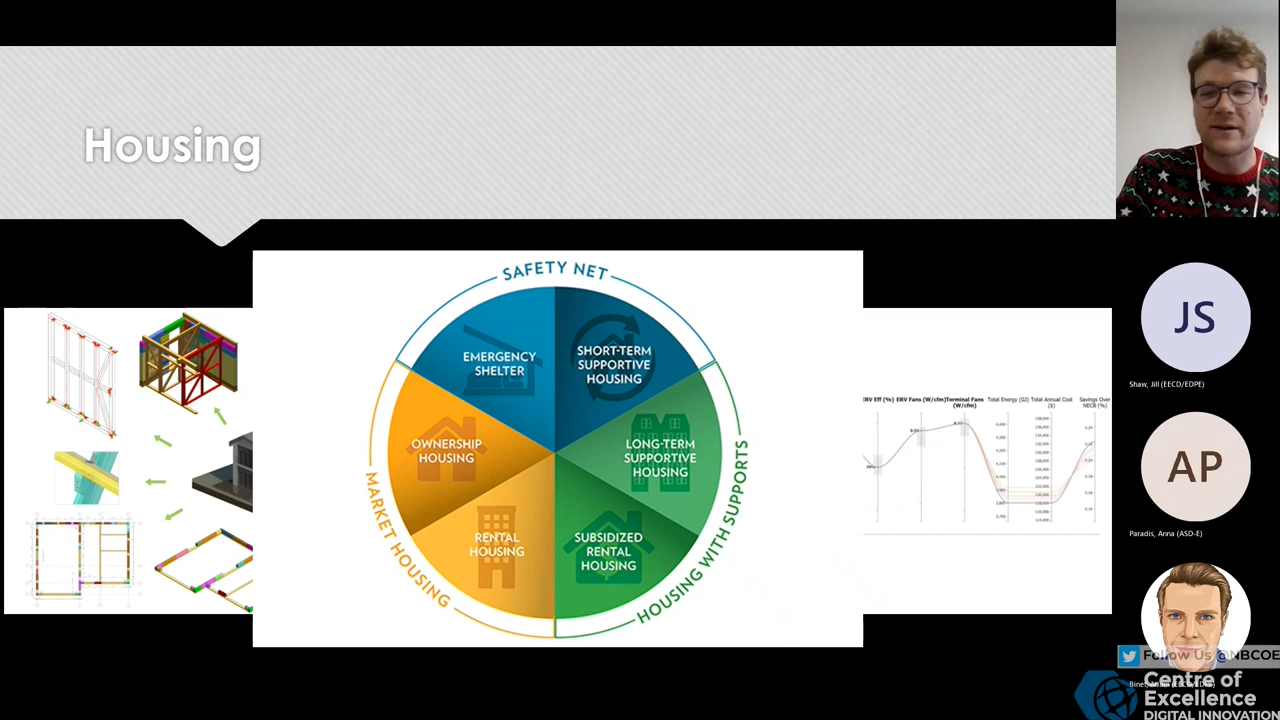 Housing
SAFETY NET
EMERGENCY
SHELTER
SHORT-TERM
SUPPORTIVE
HOUSING
OWNERSHIP
HOUSING
LONG-TERM
SUPPORTIVE
HOUSING
RENTAL
HOUSING
SUBSIDIZED
RENTAL
HOUSING
MARKET HOUSING
HOUSING WITH SUPPORTS
ERV Eff (%) ERV Fans (W/cfm) Terminal Fans
(W/cfm)
Total Energy (GJ) Total Annual Cost
($)
Savings Over
NECB (%)
JS
Shaw, Jill (EECD/EDPE)
AP
Paradis, Anna (ASD-E)
Follow Us @NBCOE
Centre of
Excellence
DIGITAL INNOVATION